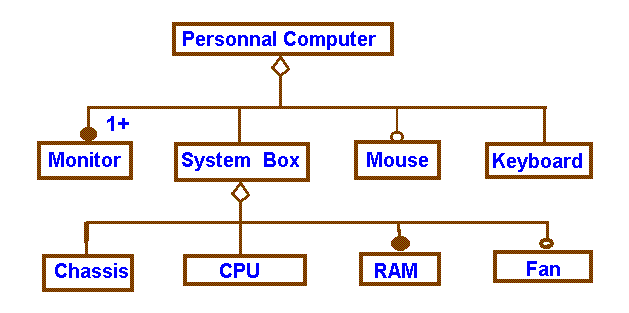 Personnal Computer
1+
Monitor
System Box
Mouse
Keyboard
Chassis
CPU
RAM
Fan